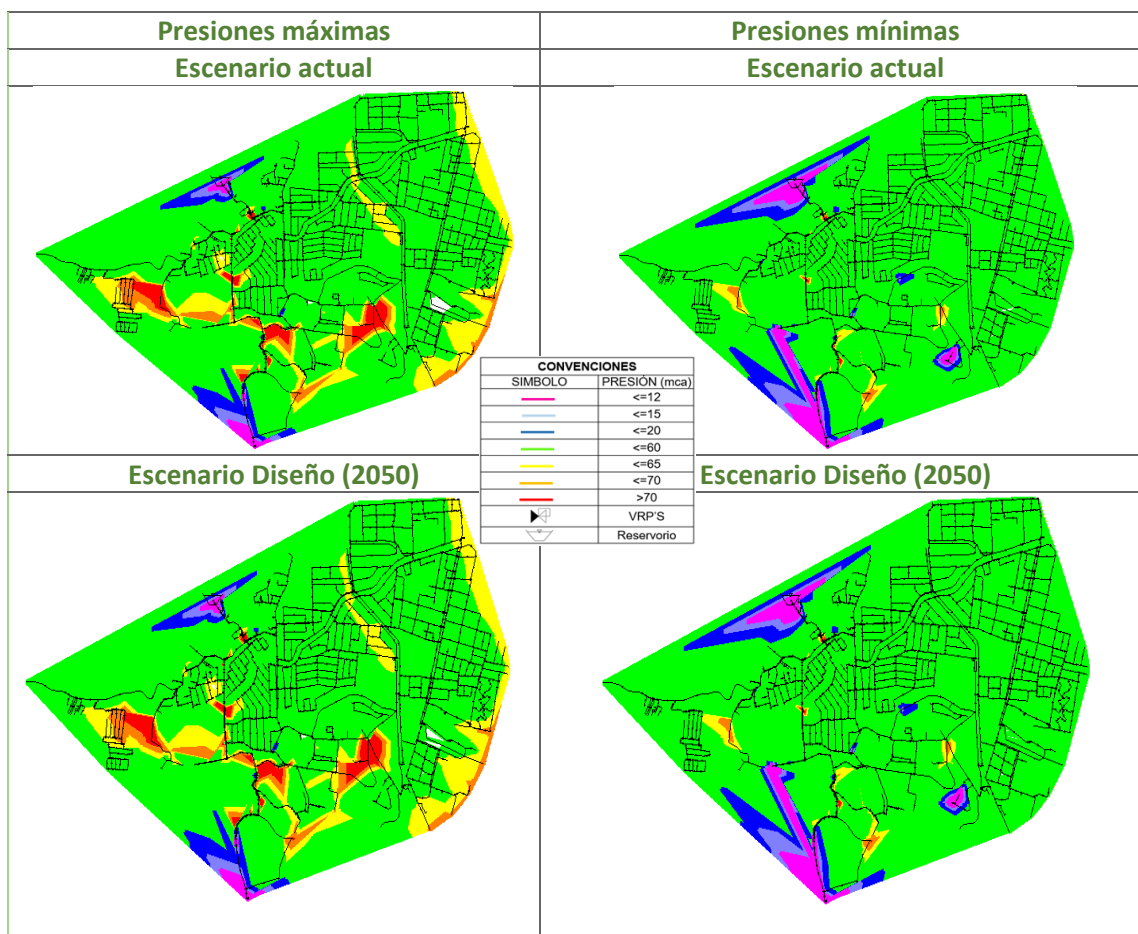 Presiones máximas
Presiones mínimas
Escenario actual
Escenario actual
CONVENCIONES
SIMBOLO PRESIÓN (mca)
<=12
<=15
<=20
<=60
<=65
<=70
>70
VRP'S
Reservorio
Escenario Diseño (2050)
Escenario Diseño (2050)